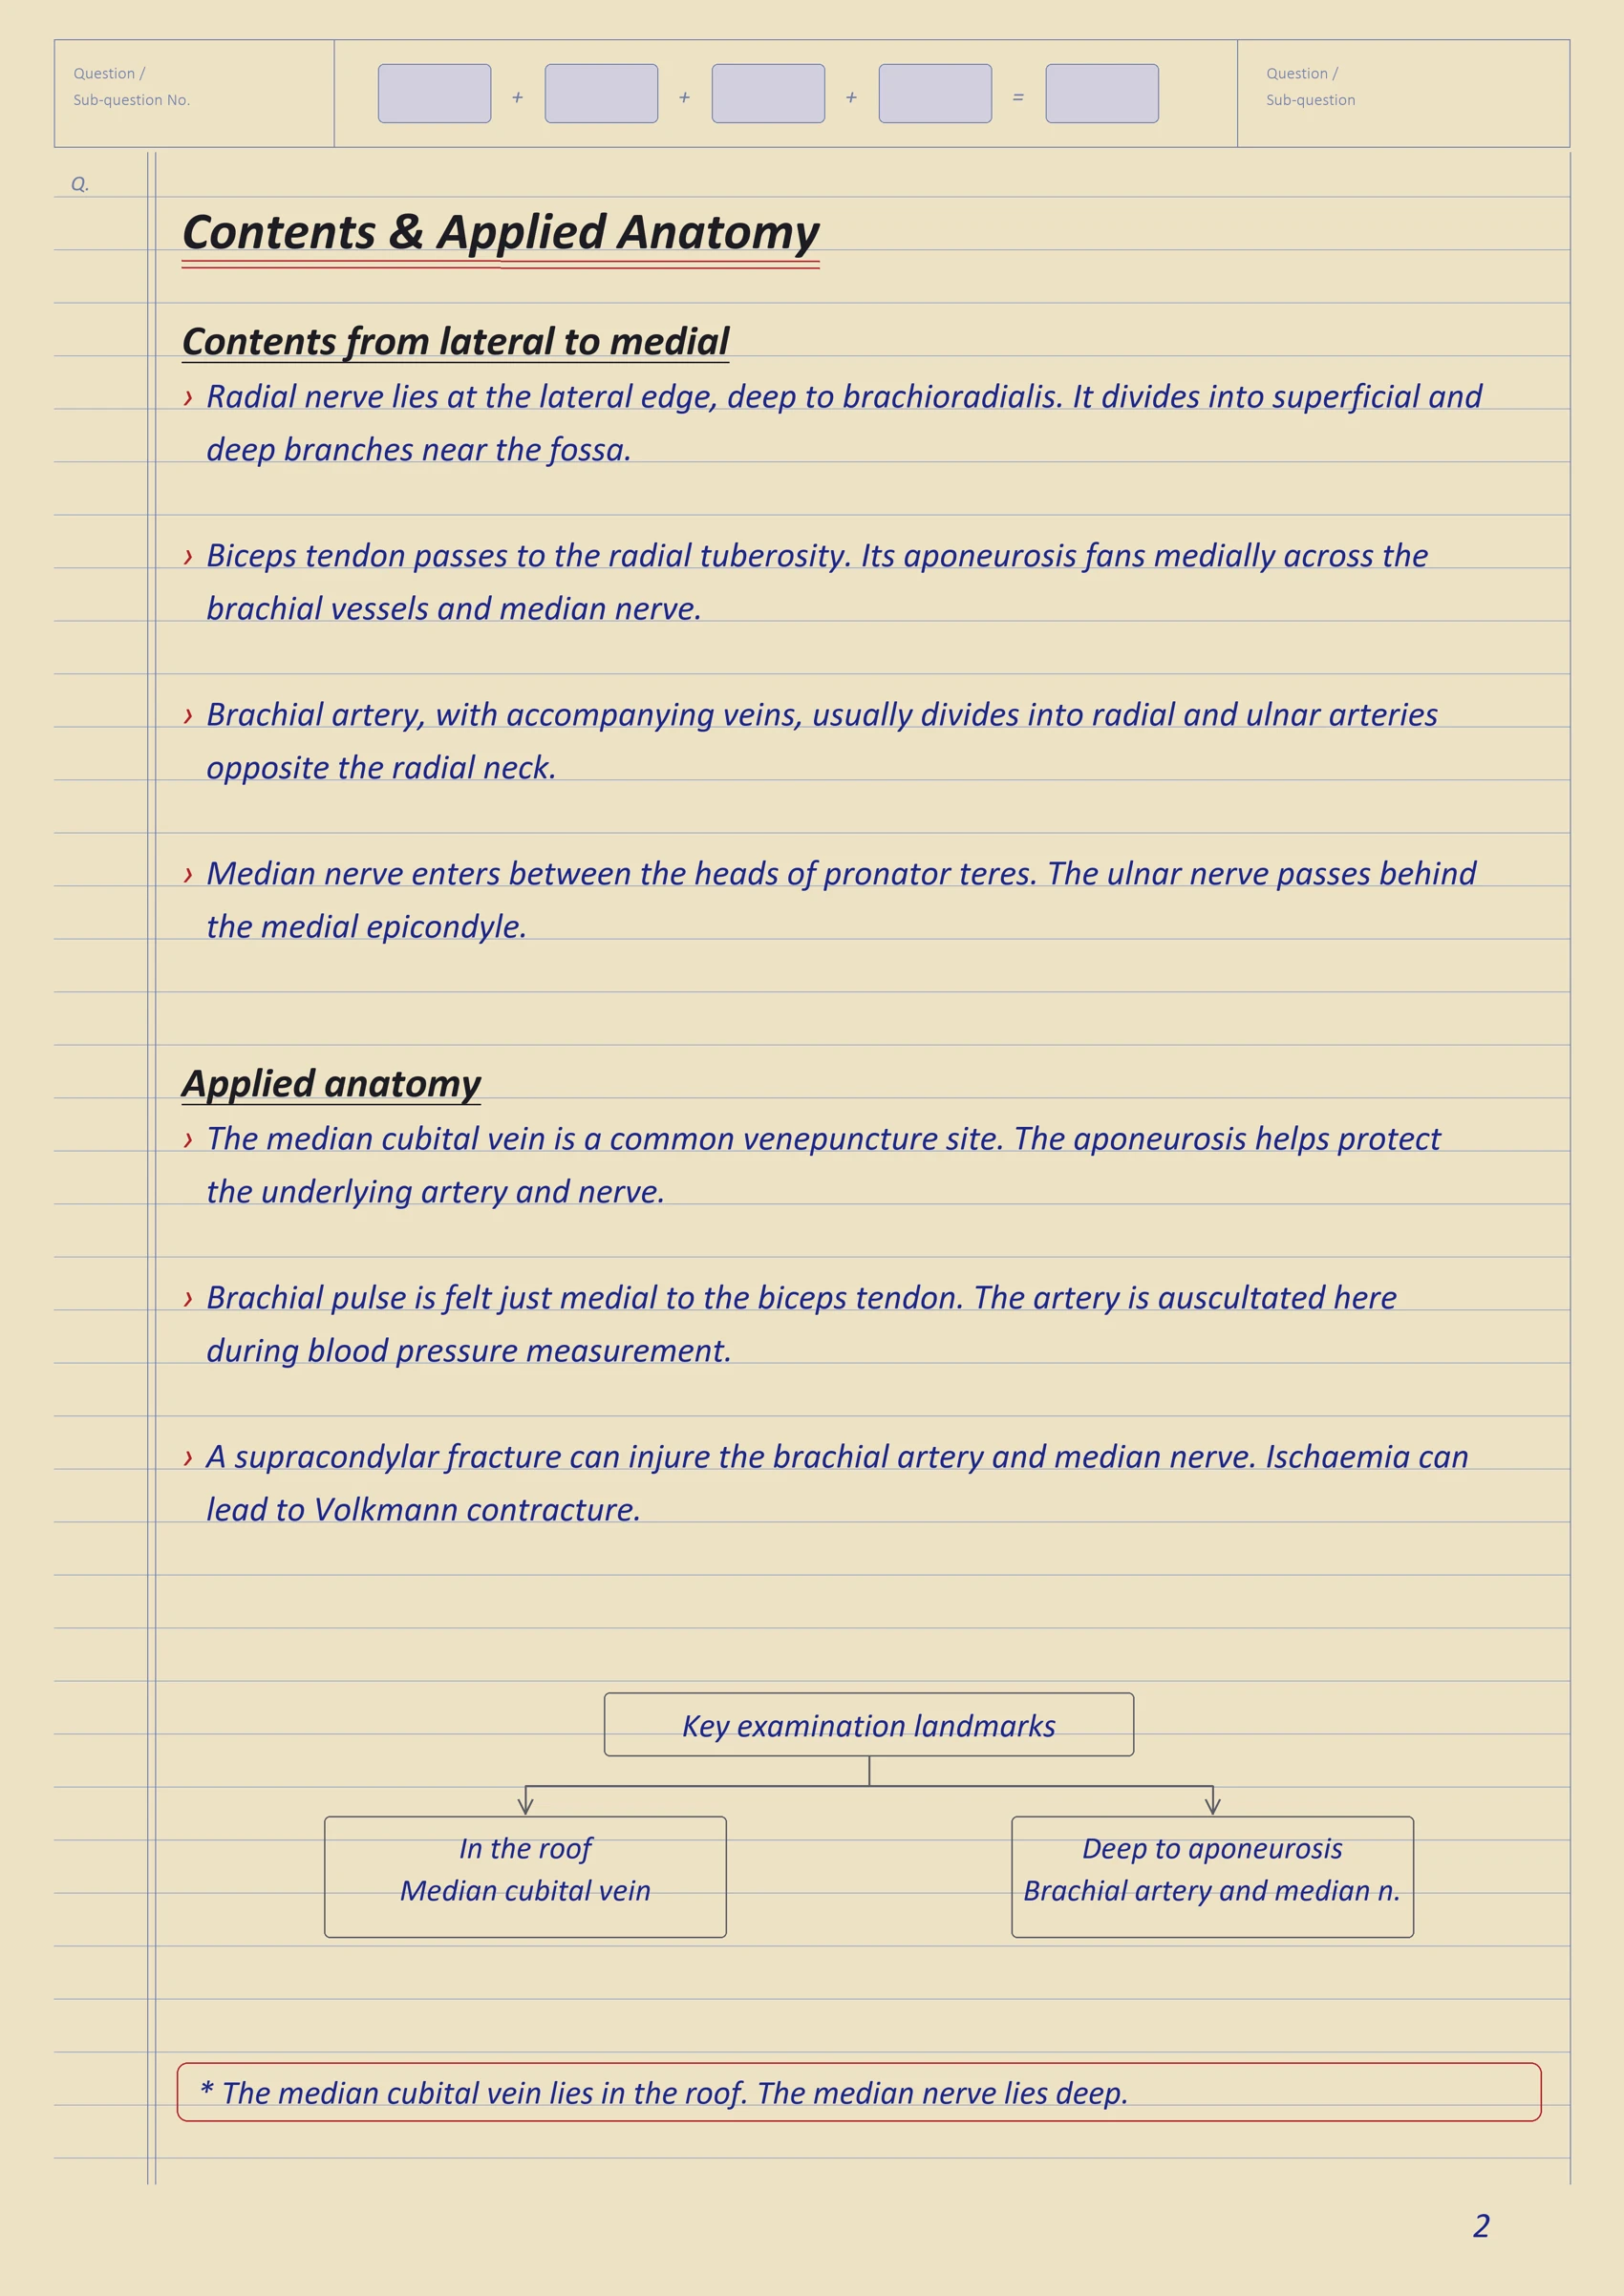 Question /
Sub-question No.
+ + + =
Question /
Sub-question
Q.
Contents & Applied Anatomy
Contents from lateral to medial
› Radial nerve lies at the lateral edge, deep to brachioradialis. It divides into superficial and
deep branches near the fossa.
› Biceps tendon passes to the radial tuberosity. Its aponeurosis fans medially across the
brachial vessels and median nerve.
› Brachial artery, with accompanying veins, usually divides into radial and ulnar arteries
opposite the radial neck.
› Median nerve enters between the heads of pronator teres. The ulnar nerve passes behind
the medial epicondyle.
Applied anatomy
› The median cubital vein is a common venepuncture site. The aponeurosis helps protect
the underlying artery and nerve.
› Brachial pulse is felt just medial to the biceps tendon. The artery is auscultated here
during blood pressure measurement.
› A supracondylar fracture can injure the brachial artery and median nerve. Ischaemia can
lead to Volkmann contracture.
Key examination landmarks
In the roof
Median cubital vein
Deep to aponeurosis
Brachial artery and median n.
* The median cubital vein lies in the roof. The median nerve lies deep.
2